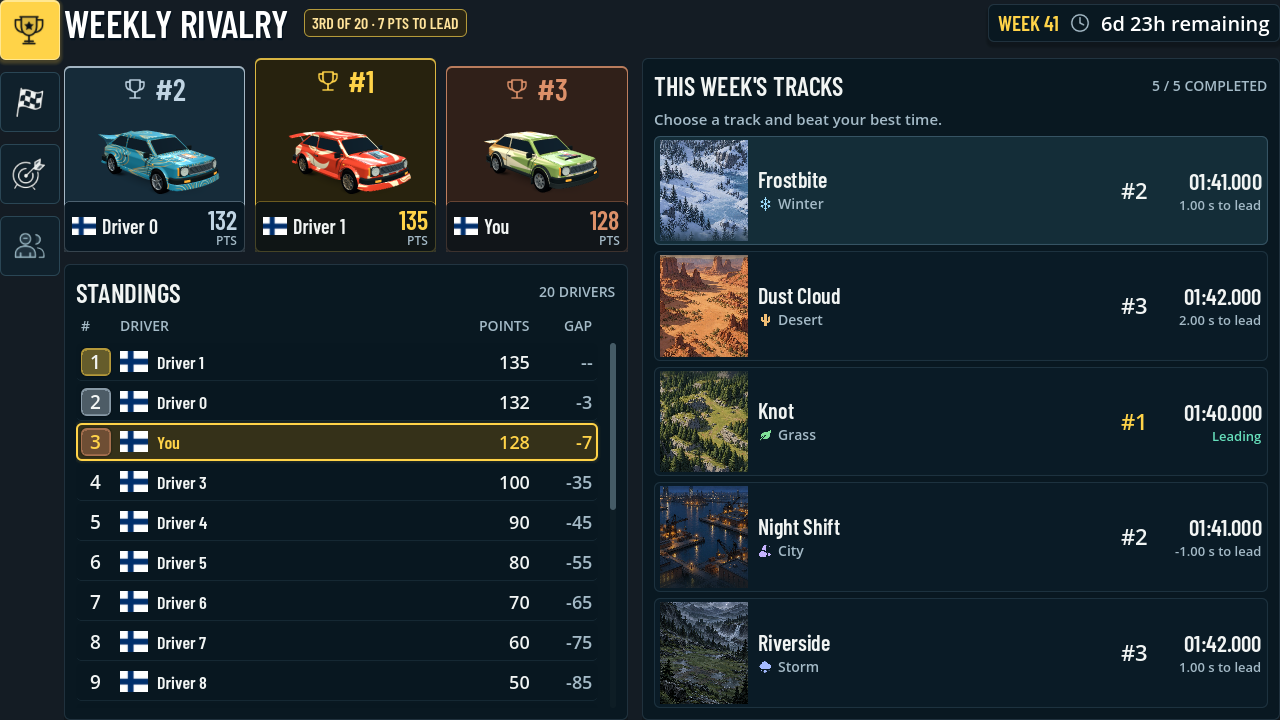 WEEKLY RIVALRY
3RD OF 20 · 7 PTS TO LEAD
WEEK 41
6d 23h remaining
#2
Driver 0
132
PTS
#1
Driver 1
135
PTS
#3
You
128
PTS
STANDINGS
20 DRIVERS
# DRIVER POINTS GAP
1 Driver 1 135 --
2 Driver 0 132 -3
3 You 128 -7
4 Driver 3 100 -35
5 Driver 4 90 -45
6 Driver 5 80 -55
7 Driver 6 70 -65
8 Driver 7 60 -75
9 Driver 8 50 -85
THIS WEEK'S TRACKS
5 / 5 COMPLETED
Choose a track and beat your best time.
Frostbite
Winter
#2
01:41.000
1.00 s to lead
Dust Cloud
Desert
#3
01:42.000
2.00 s to lead
Knot
Grass
#1
01:40.000
Leading
Night Shift
City
#2
01:41.000
-1.00 s to lead
Riverside
Storm
#3
01:42.000
1.00 s to lead